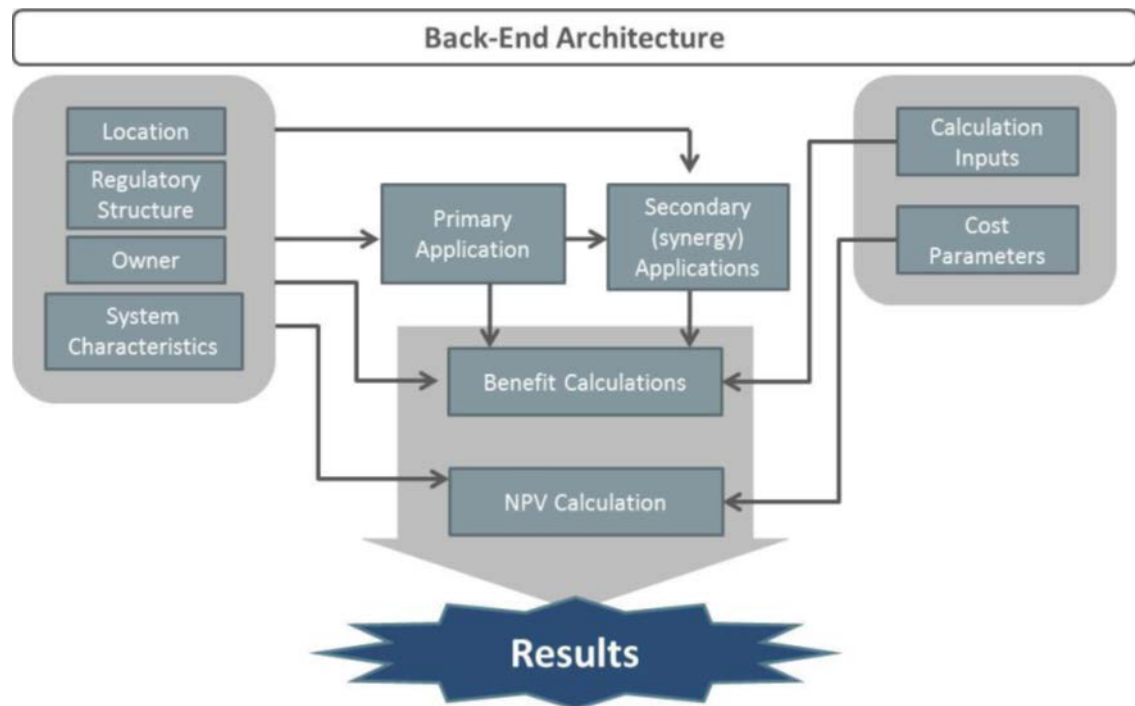 Back-End Architecture
Location
Regulatory
Structure
Owner
System
Characteristics
Primary
Application
Secondary
(synergy)
Applications
Calculation
Inputs
Cost
Parameters
Benefit Calculations
NPV Calculation
Results